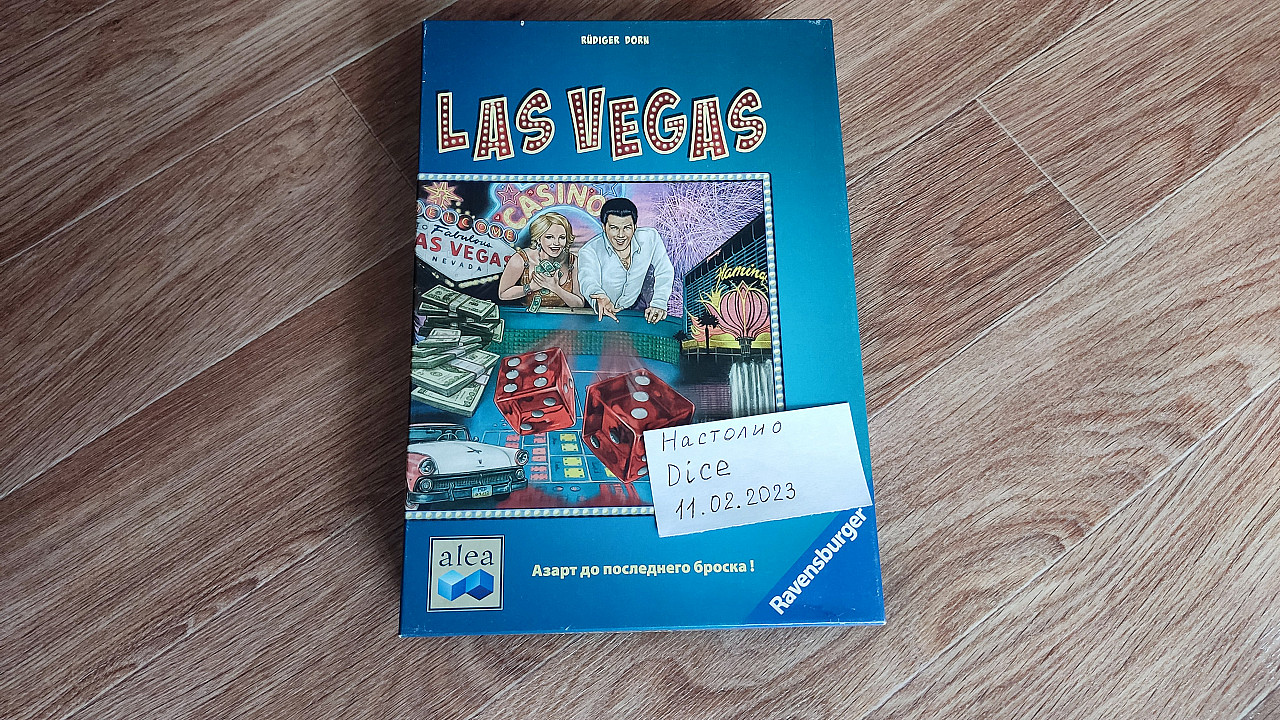 RÜDIGER DORN
LAS VEGAS
CASINO
WELCOME
TO Fabulous
LAS VEGAS
NEVADA
Flamingo
Настолио
Dice
11.02.2023
alea
Азарт до последнего броска !
Ravensburger